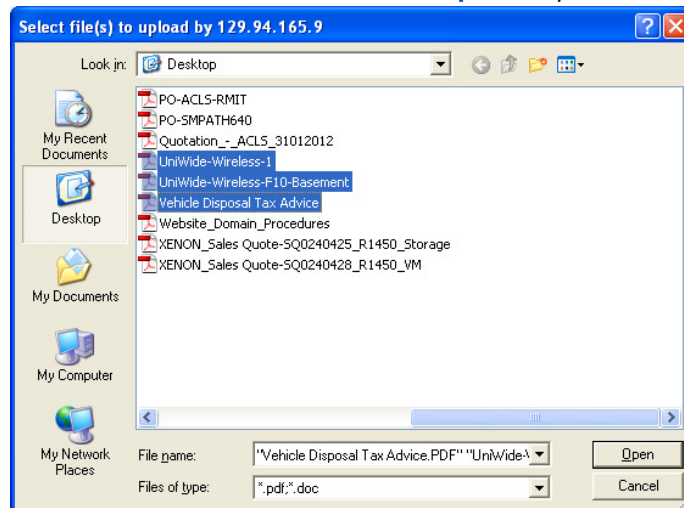 Select file(s) to upload by 129.94.165.9
Look in:
Desktop
My Recent
Documents
Desktop
My Documents
My Computer
My Network
Places
PO-ACLS-RMIT
PO-SMPATH640
Quotation_-_ACLS_31012012
UniWide-Wireless-1
UniWide-Wireless-F10-Basement
Vehicle Disposal Tax Advice
Website_Domain_Procedures
XENON_Sales Quote-SQ0240425_R1450_Storage
XENON_Sales Quote-SQ0240428_R1450_VM
File name:
"Vehicle Disposal Tax Advice.PDF" "UniWide-
Open
Files of type:
*.pdf;*.doc
Cancel